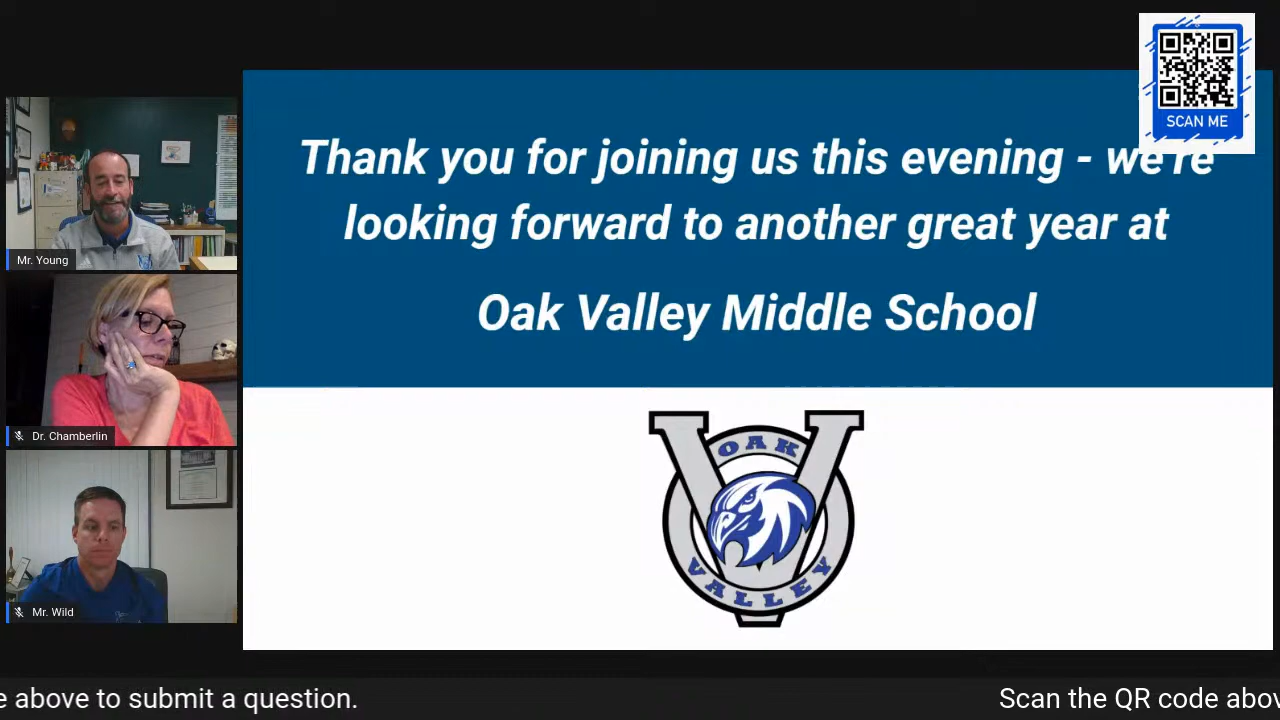 SCAN ME
Thank you for joining us this evening - we're
looking forward to another great year at
Oak Valley Middle School
Mr. Young
Dr. Chamberlin
Mr. Wild
OAK
VALLEY
e above to submit a question.
Scan the QR code abov